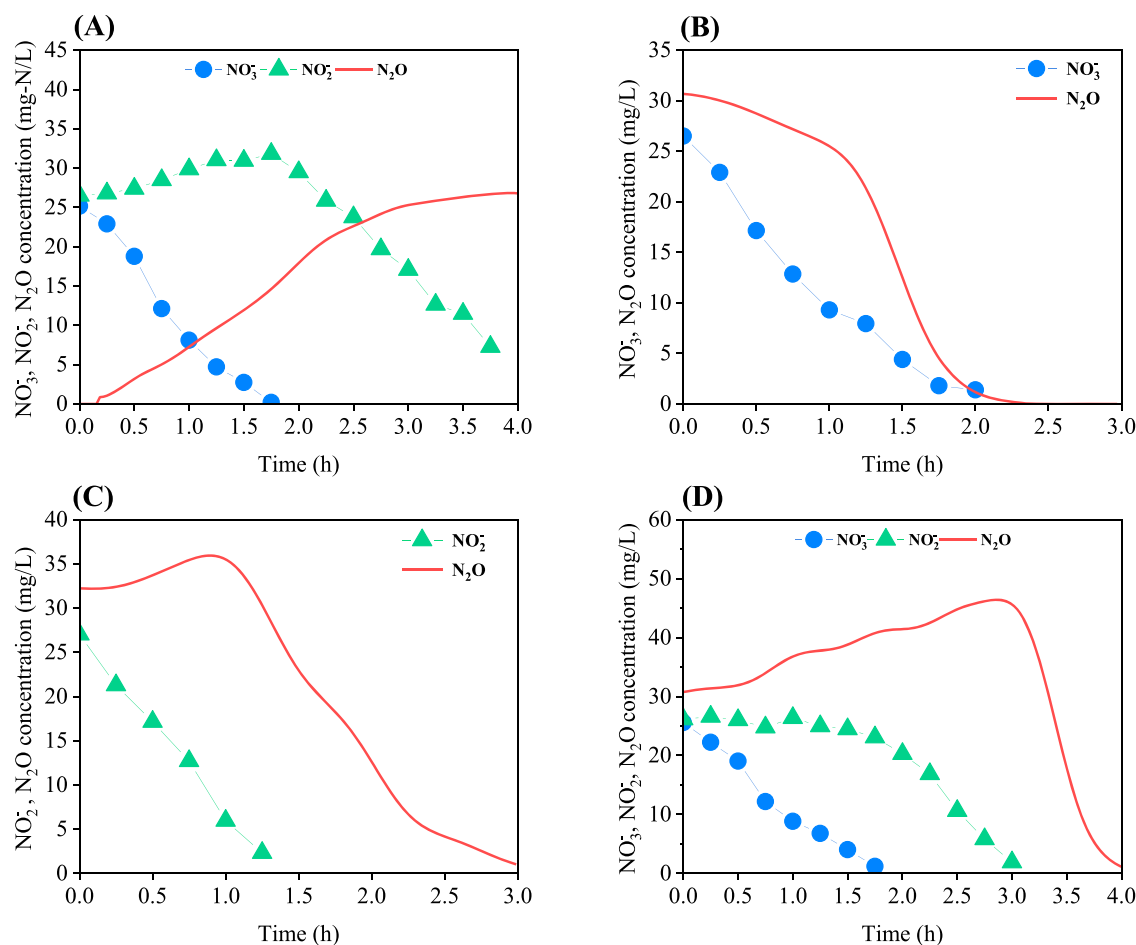 (A)
NO₃⁻, NO₂⁻, N₂O concentration (mg-N/L)
45
40
35
30
25
20
15
10
5
0
NO₃⁻ NO₂⁻ N₂O
0.0 0.5 1.0 1.5 2.0 2.5 3.0 3.5 4.0
Time (h)
(B)
NO₃⁻, N₂O concentration (mg/L)
35
30
25
20
15
10
5
0
NO₃⁻
N₂O
0.0 0.5 1.0 1.5 2.0 2.5 3.0
Time (h)
(C)
NO₂⁻, N₂O concentration (mg/L)
40
35
30
25
20
15
10
5
0
NO₂⁻
N₂O
0.0 0.5 1.0 1.5 2.0 2.5 3.0
Time (h)
(D)
NO₃⁻, NO₂⁻, N₂O concentration (mg/L)
60
50
40
30
20
10
0
NO₃⁻ NO₂⁻ N₂O
0.0 0.5 1.0 1.5 2.0 2.5 3.0 3.5 4.0
Time (h)